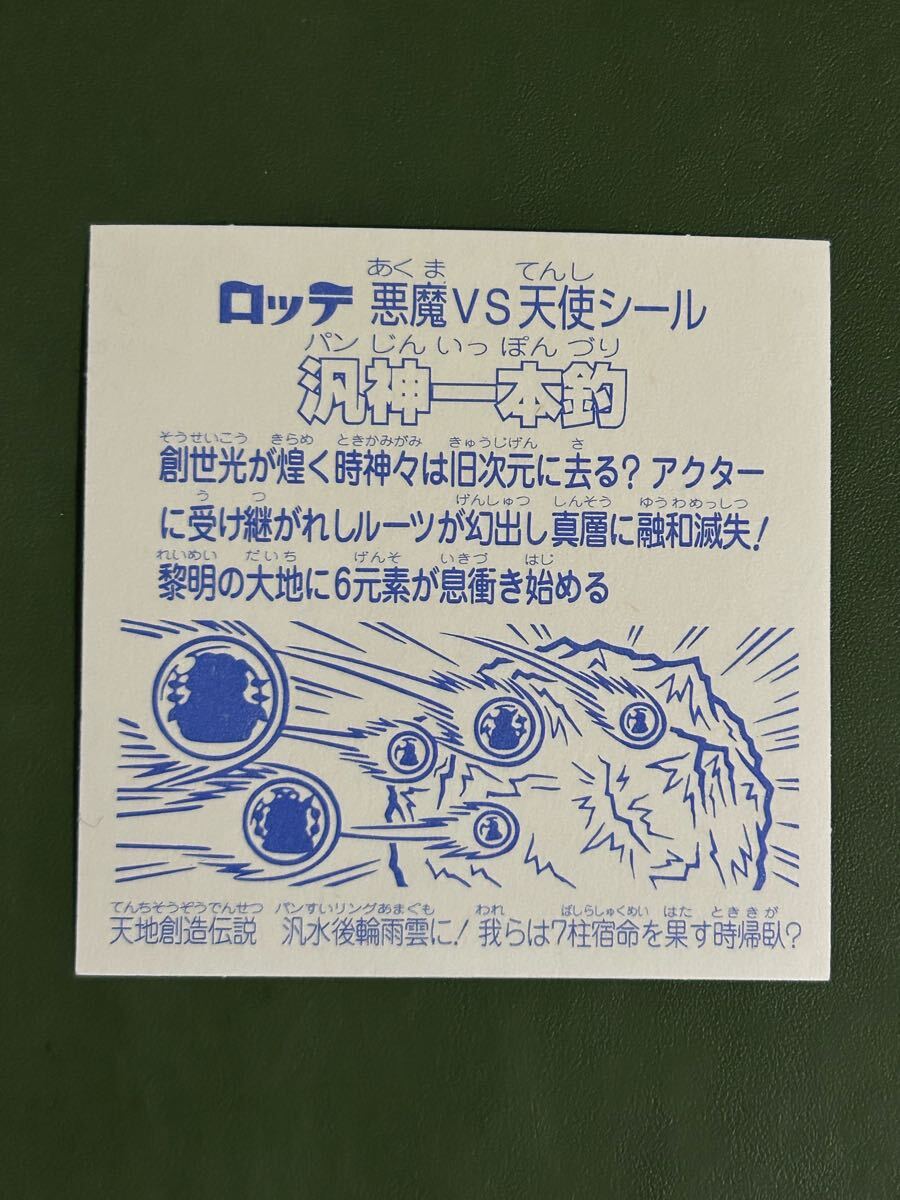 あくま てんし
ロッテ 悪魔VS天使シール
パン じん いっ ぽん づり
汎神一本釣
そうせいこう きらめ ときかみがみ きゅうじげん さ
創世光が煌く時神々は旧次元に去る? アクター
う つ げんしゅつ しんそう ゆうわめっしつ
に受け継がれしルーツが幻出し真層に融和滅失!
れいめい だいち げんそ いきづ はじ
黎明の大地に6元素が息衝き始める
てんちそうぞうでんせつ パンすいリングあまぐも われ ばしらしゅくめい はた とききが
天地創造伝説 汎水後輪雨雲に! 我らは7柱宿命を果す時帰臥?